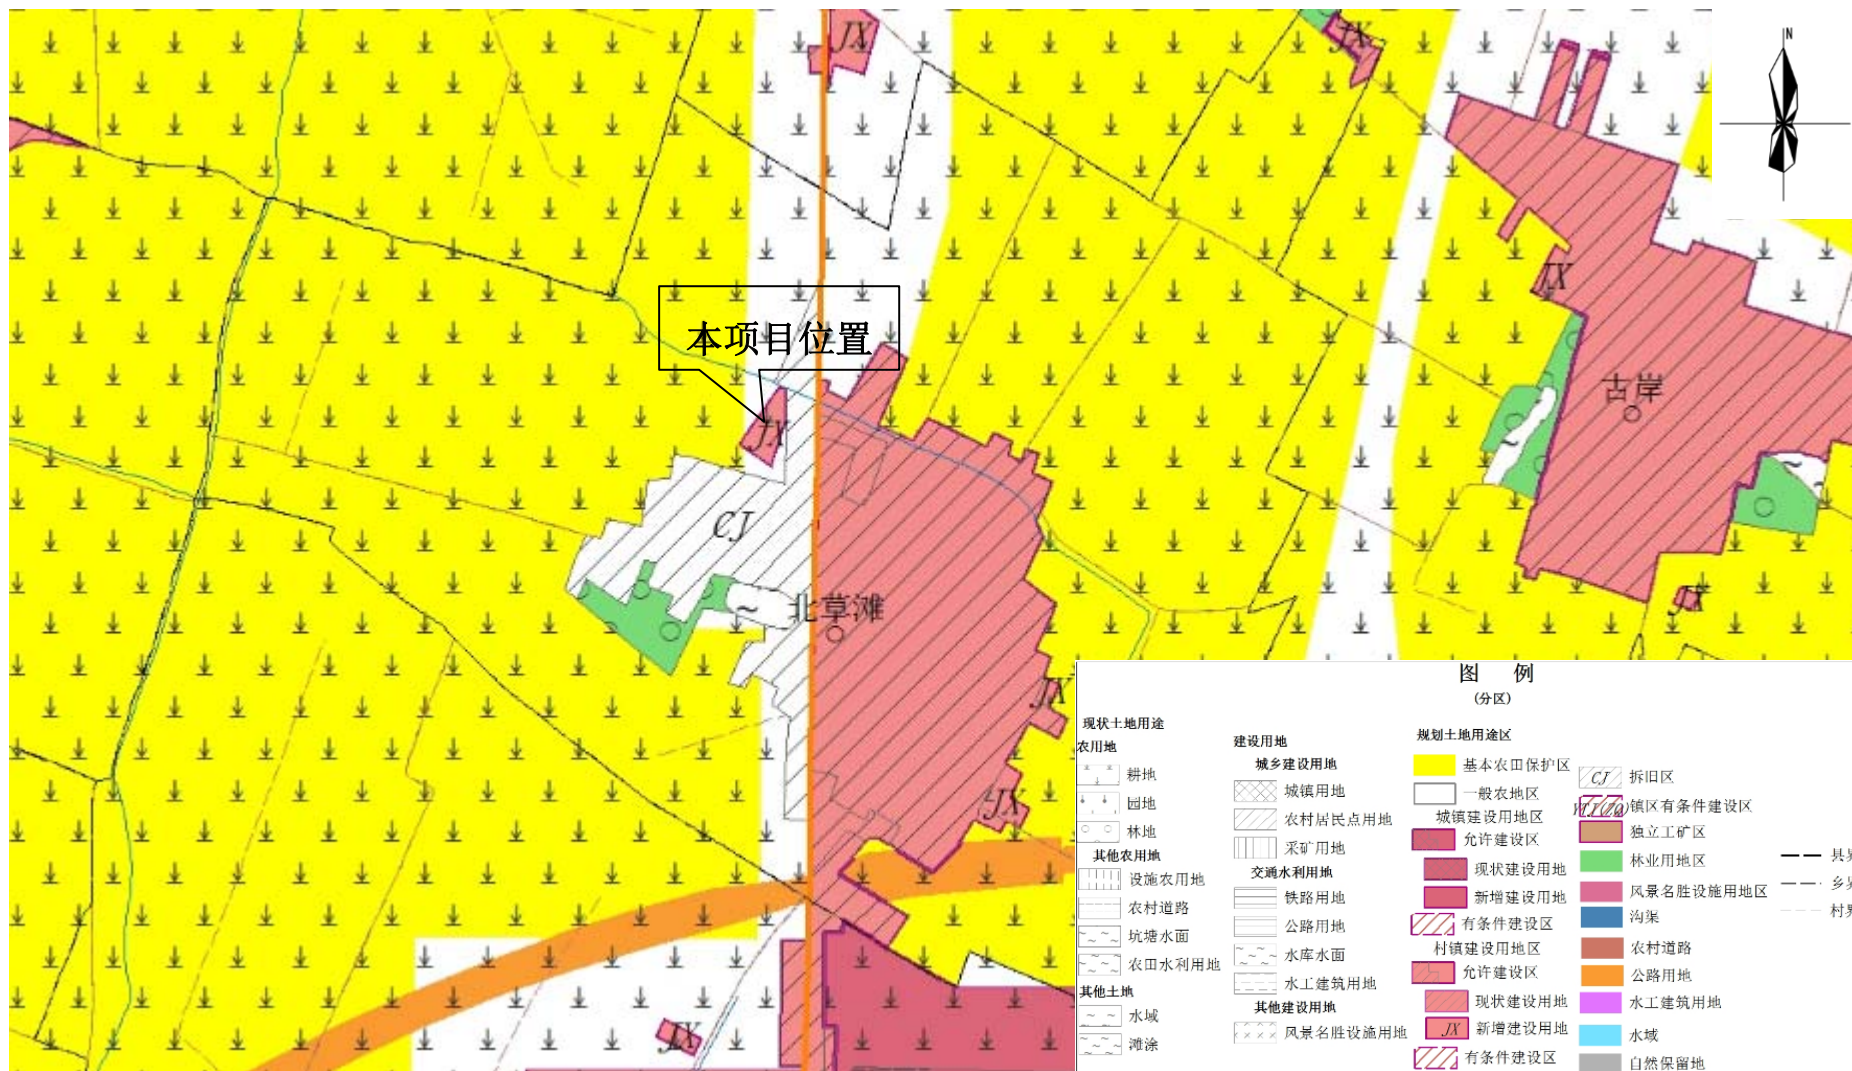 JX
JX
N
JX
本项目位置
古岸
JX
CJ
北草滩
JX
JX
JX
JX
图 例
(分区)
现状土地用途
农用地
耕地
园地
林地
其他农用地
设施农用地
农村道路
坑塘水面
农田水利用地
其他土地
水域
滩涂
建设用地
城乡建设用地
城镇用地
农村居民点用地
采矿用地
交通水利用地
铁路用地
公路用地
水库水面
水工建筑用地
其他建设用地
风景名胜设施用地
规划土地用途区
基本农田保护区
一般农地区
城镇建设用地区
允许建设区
现状建设用地
新增建设用地
有条件建设区
村镇建设用地区
允许建设区
现状建设用地
JX 新增建设用地
有条件建设区
CJ 拆旧区
镇区有条件建设区
独立工矿区
林业用地区
风景名胜设施用地区
沟渠
农村道路
公路用地
水工建筑用地
水域
自然保留地
县
乡
村